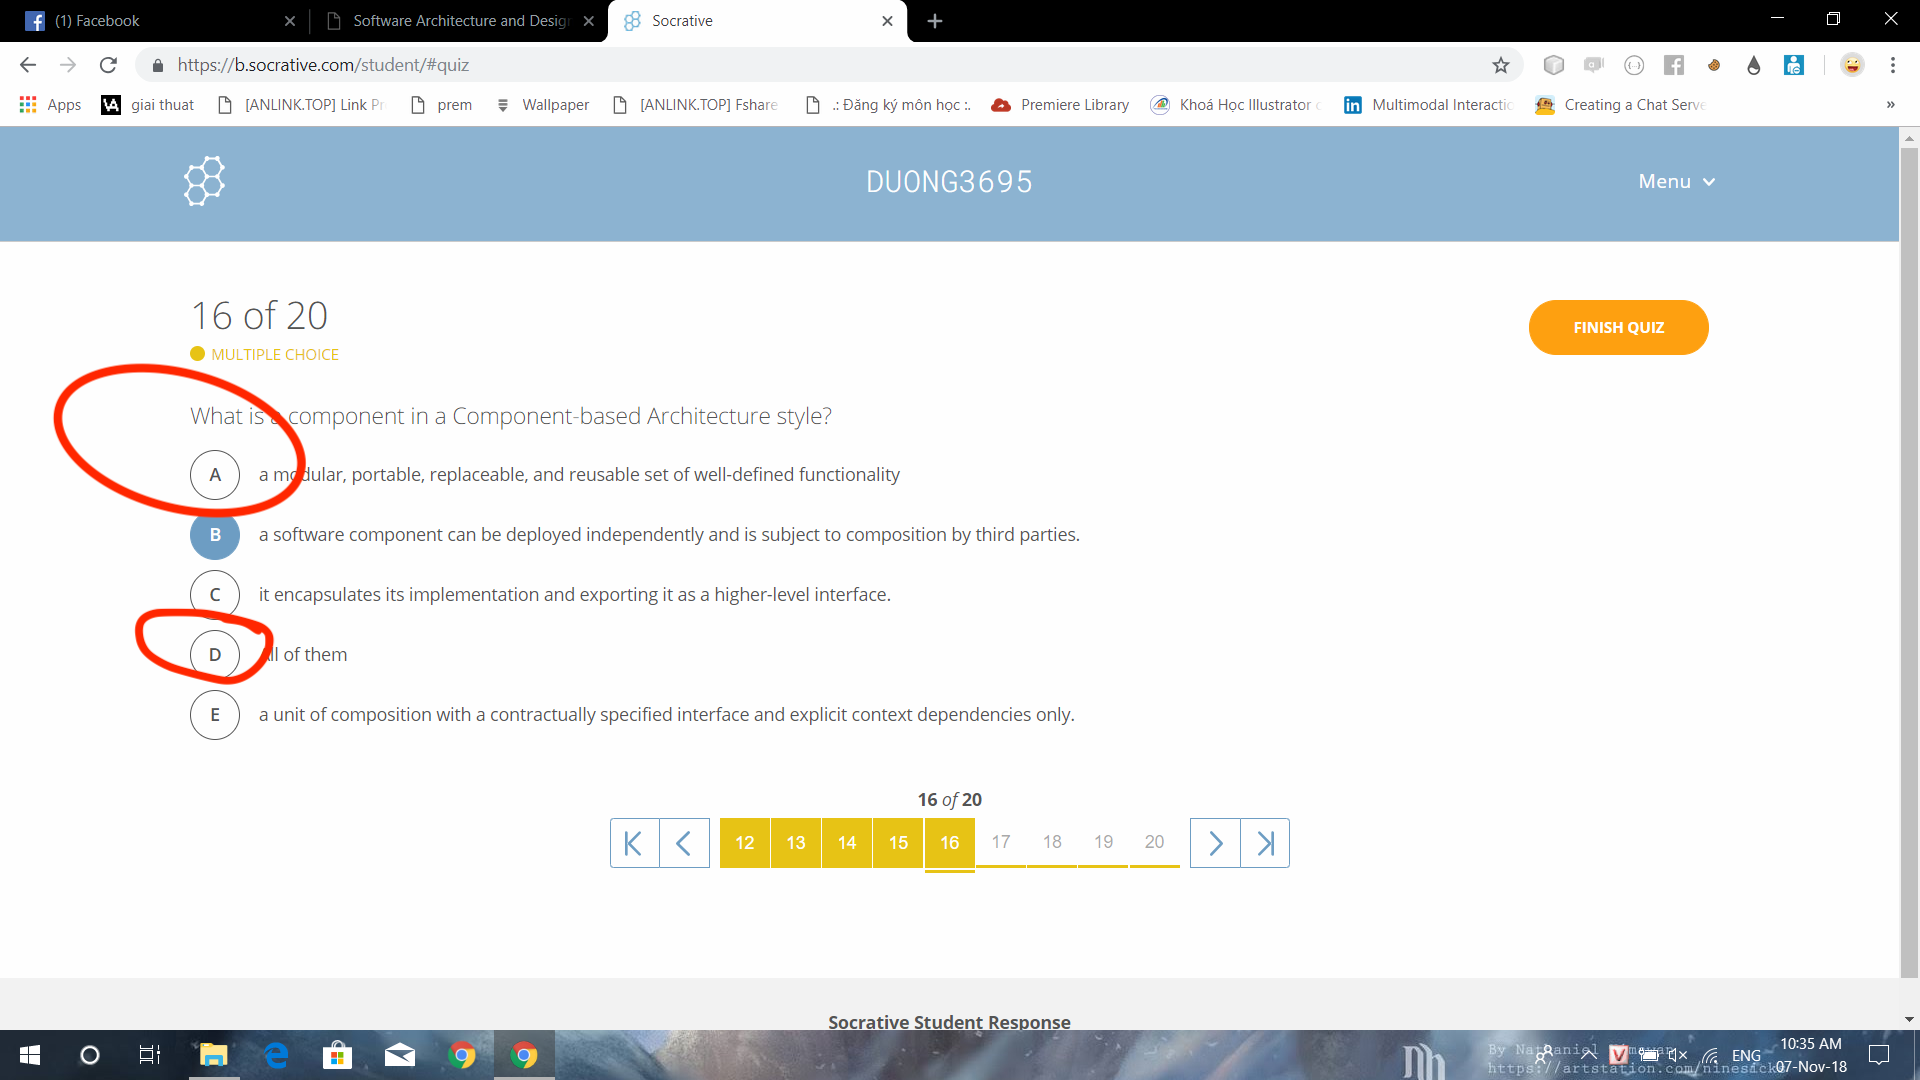 (1) Facebook
Software Architecture and Desig
Socrative
https://b.socrative.com/student/#quiz
Apps
giai thuat
[ANLINK.TOP] Link Pr
prem
Wallpaper
[ANLINK.TOP] Fshare
.: Đăng ký môn học :.
Premiere Library
Khoá Học Illustrator
Multimodal Interactio
Creating a Chat Serve
»
DUONG3695
Menu
16 of 20
FINISH QUIZ
MULTIPLE CHOICE
What is a component in a Component-based Architecture style?
A a modular, portable, replaceable, and reusable set of well-defined functionality
B a software component can be deployed independently and is subject to composition by third parties.
C it encapsulates its implementation and exporting it as a higher-level interface.
D All of them
E a unit of composition with a contractually specified interface and explicit context dependencies only.
16 of 20
12 13 14 15 16 17 18 19 20
Socrative Student Response
By Nathaniel
https://artstation.com/ninesick
ENG
10:35 AM
07-Nov-18